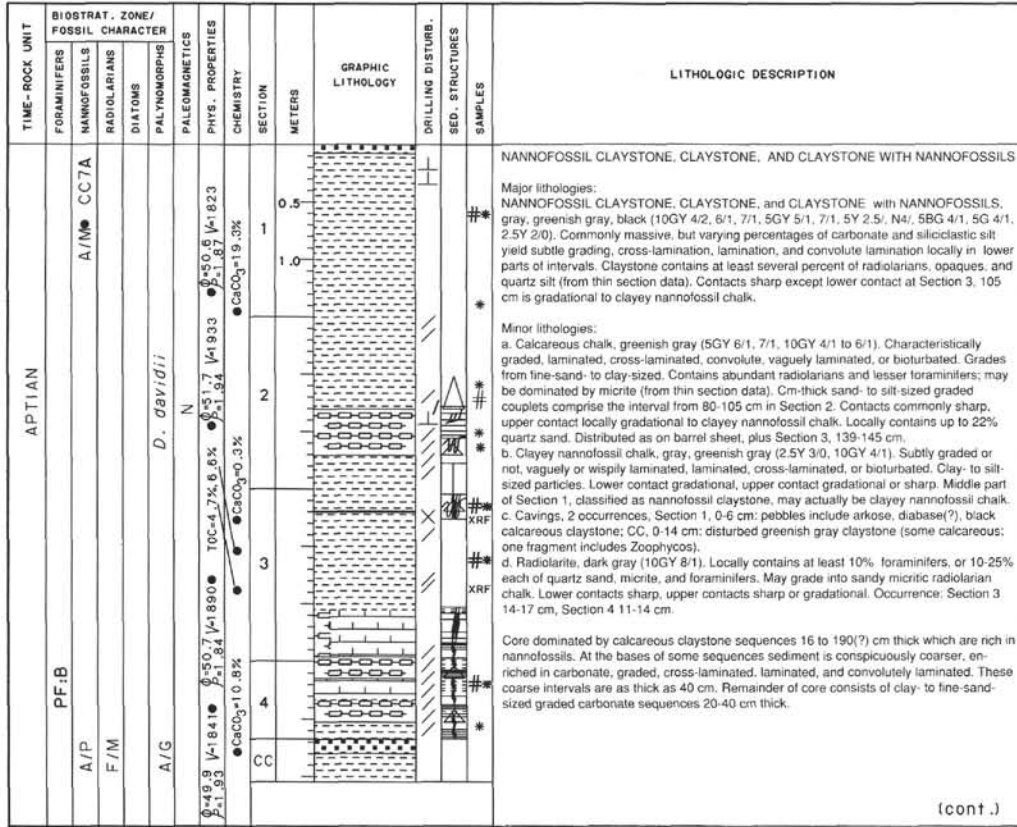 TIME-ROCK UNIT
BIOSTRAT. ZONE/
FOSSIL CHARACTER
FORAMINIFERS
NANNOFOSSILS
RADIOLARIANS
DIATOMS
PALYNOMORPHS
PALEOMAGNETICS
PHYS. PROPERTIES
CHEMISTRY
SECTION
METERS
GRAPHIC
LITHOLOGY
DRILLING DISTURB.
SED. STRUCTURES
SAMPLES
LITHOLOGIC DESCRIPTION
APTIAN
PF:B
A/M● CC7A
A/P
F/M
D. davidii
A/G
N
Φ=50.6 V=1823
ρ=1.87
Φ=51.7 V=1933
ρ=1.94
Φ=50.7 V=1890
ρ=1.84
Φ=49.9 V=1841
ρ=1.93
CaCO₃=19.3%
TOC=4.7%, 6.6%
CaCO₃=0.3%
CaCO₃=10.8%
1
2
3
4
CC
0.5
1.0
#*
*
*
#
*
*
#*
XRF
#*
XRF
#*
*
NANNOFOSSIL CLAYSTONE, CLAYSTONE, AND CLAYSTONE WITH NANNOFOSSILS
Major lithologies:
NANNOFOSSIL CLAYSTONE, CLAYSTONE, and CLAYSTONE with NANNOFOSSILS,
gray, greenish gray, black (10GY 4/2, 6/1, 7/1, 5GY 5/1, 7/1, 5Y 2.5/, N4/, 5BG 4/1, 5G 4/1,
2.5Y 2/0). Commonly massive, but varying percentages of carbonate and siliciclastic silt
yield subtle grading, cross-lamination, lamination, and convolute lamination locally in lower
parts of intervals. Claystone contains at least several percent of radiolarians, opaques, and
quartz silt (from thin section data). Contacts sharp except lower contact at Section 3, 105
cm is gradational to clayey nannofossil chalk.
Minor lithologies:
a. Calcareous chalk, greenish gray (5GY 6/1, 7/1, 10GY 4/1 to 6/1). Characteristically
graded, laminated, cross-laminated, convolute, vaguely laminated, or bioturbated. Grades
from fine-sand- to clay-sized. Contains abundant radiolarians and lesser foraminifers; may
be dominated by micrite (from thin section data). Cm-thick sand- to silt-sized graded
couplets comprise the interval from 80-105 cm in Section 2. Contacts commonly sharp,
upper contact locally gradational to clayey nannofossil chalk. Locally contains up to 22%
quartz sand. Distributed as on barrel sheet, plus Section 3, 139-145 cm.
b. Clayey nannofossil chalk, gray, greenish gray (2.5Y 3/0, 10GY 4/1). Subtly graded or
not, vaguely or wispily laminated, laminated, cross-laminated, or bioturbated. Clay- to silt-
sized particles. Lower contact gradational, upper contact gradational or sharp. Middle part
of Section 1, classified as nannofossil claystone, may actually be clayey nannofossil chalk.
c. Cavings, 2 occurrences, Section 1, 0-6 cm: pebbles include arkose, diabase(?), black
calcareous claystone; CC, 0-14 cm: disturbed greenish gray claystone (some calcareous;
one fragment includes Zoophycos).
d. Radiolarite, dark gray (10GY 8/1). Locally contains at least 10% foraminifers, or 10-25%
each of quartz sand, micrite, and foraminifers. May grade into sandy micritic radiolarian
chalk. Lower contacts sharp, upper contacts sharp or gradational. Occurrence: Section 3
14-17 cm, Section 4 11-14 cm.
Core dominated by calcareous claystone sequences 16 to 190(?) cm thick which are rich in
nannofossils. At the bases of some sequences sediment is conspicuously coarser, en-
riched in carbonate, graded, cross-laminated, laminated, and convolutely laminated. These
coarse intervals are as thick as 40 cm. Remainder of core consists of clay- to fine-sand-
sized graded carbonate sequences 20-40 cm thick.
(cont.)